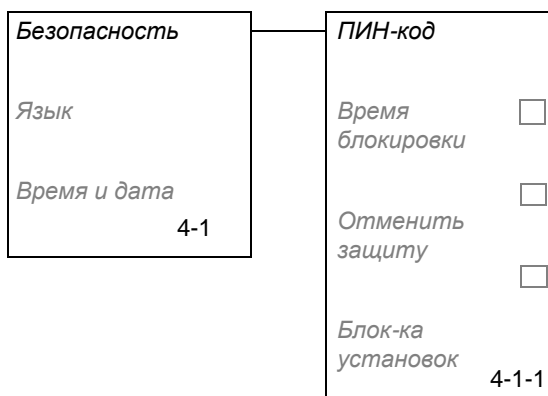 Безопасность
Язык
Время и дата
4-1
ПИН-код
Время
блокировки
Отменить
защиту
Блок-ка
установок
4-1-1